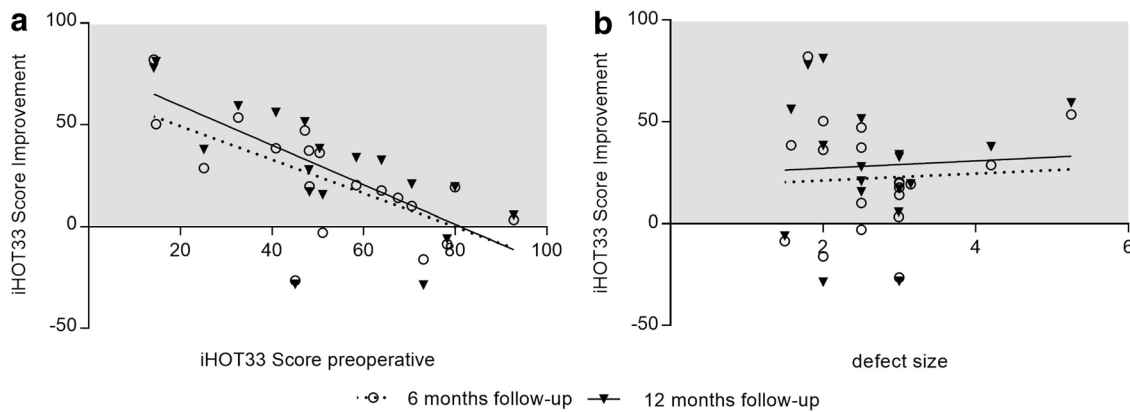 a
100
50
0
-50
20
40
60
80
100
iHOT33 Score Improvement
iHOT33 Score preoperative
b
100
50
0
-50
2
4
6
iHOT33 Score Improvement
defect size
6 months follow-up
12 months follow-up